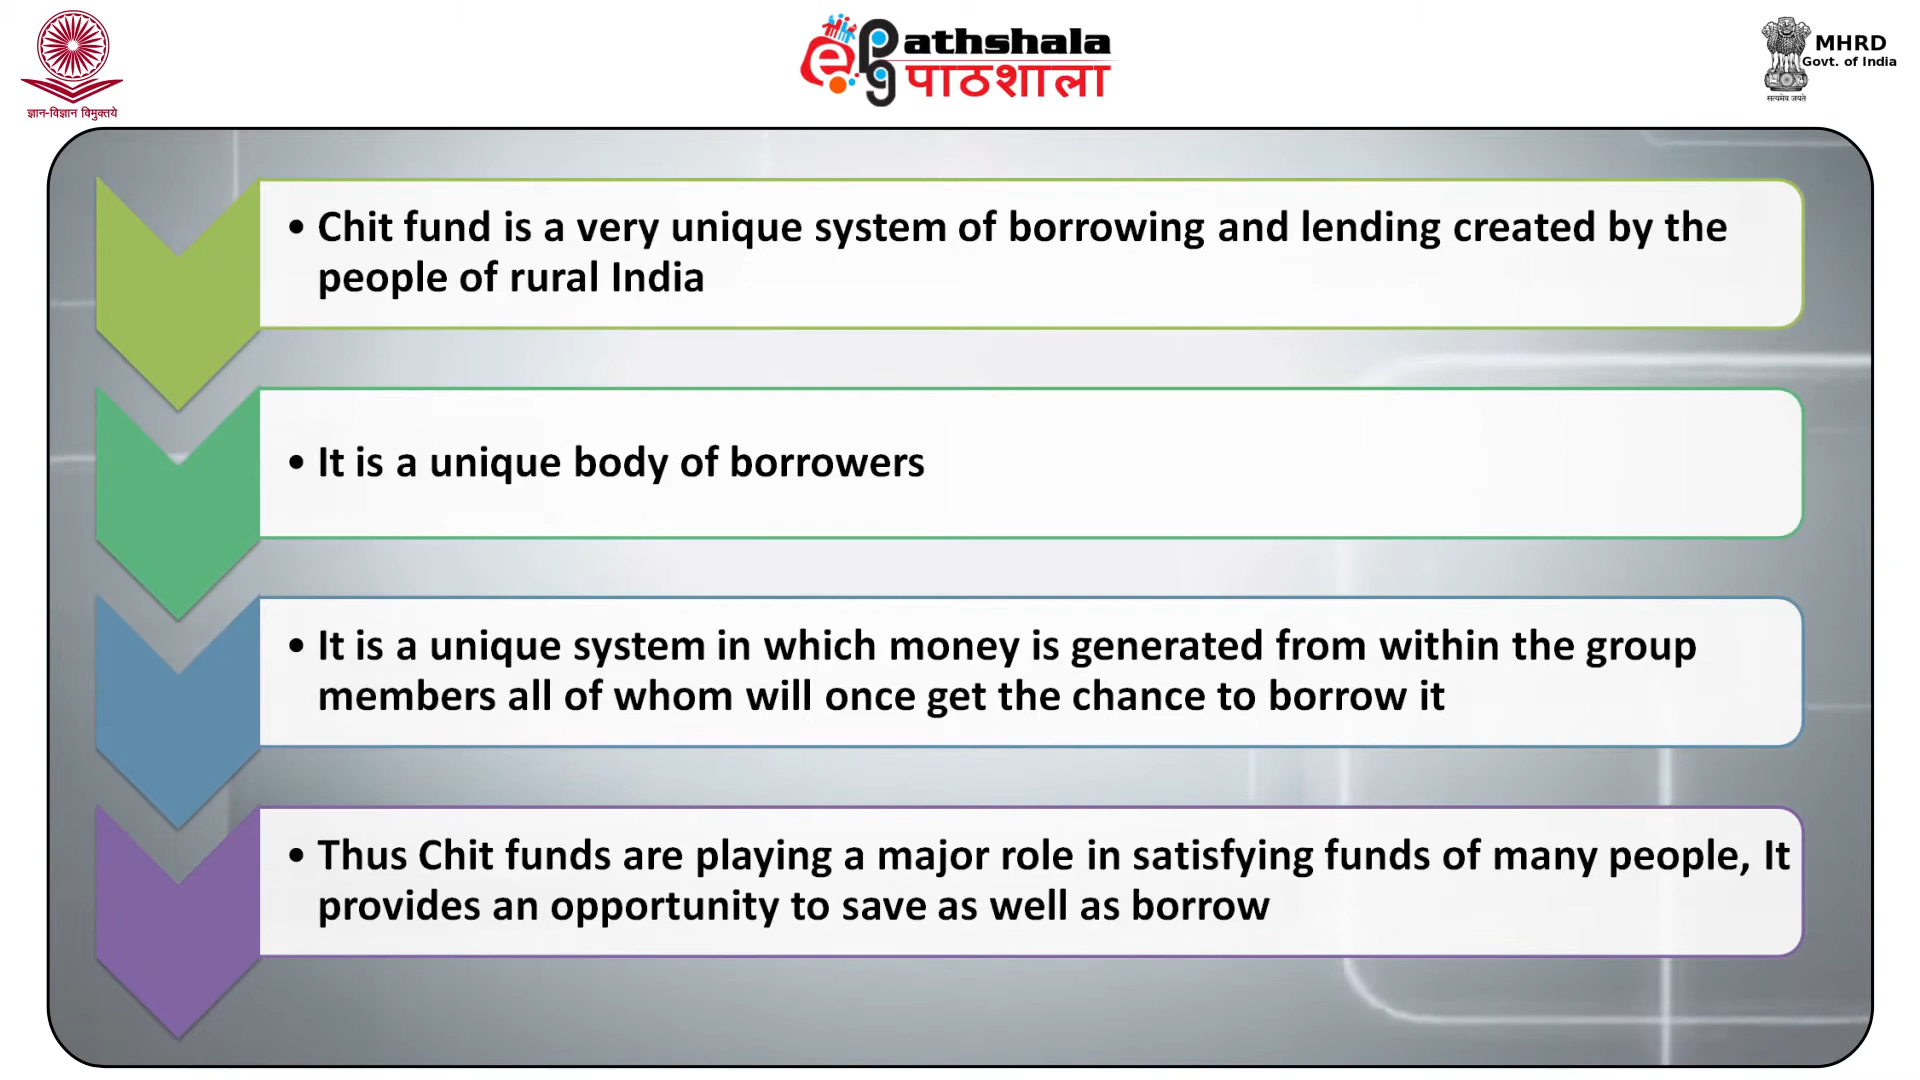 ज्ञान-विज्ञान विमुक्तये
e PG athshala
पाठशाला
सत्यमेव जयते
MHRD
Govt. of India
• Chit fund is a very unique system of borrowing and lending created by the
people of rural India
• It is a unique body of borrowers
• It is a unique system in which money is generated from within the group
members all of whom will once get the chance to borrow it
• Thus Chit funds are playing a major role in satisfying funds of many people, It
provides an opportunity to save as well as borrow